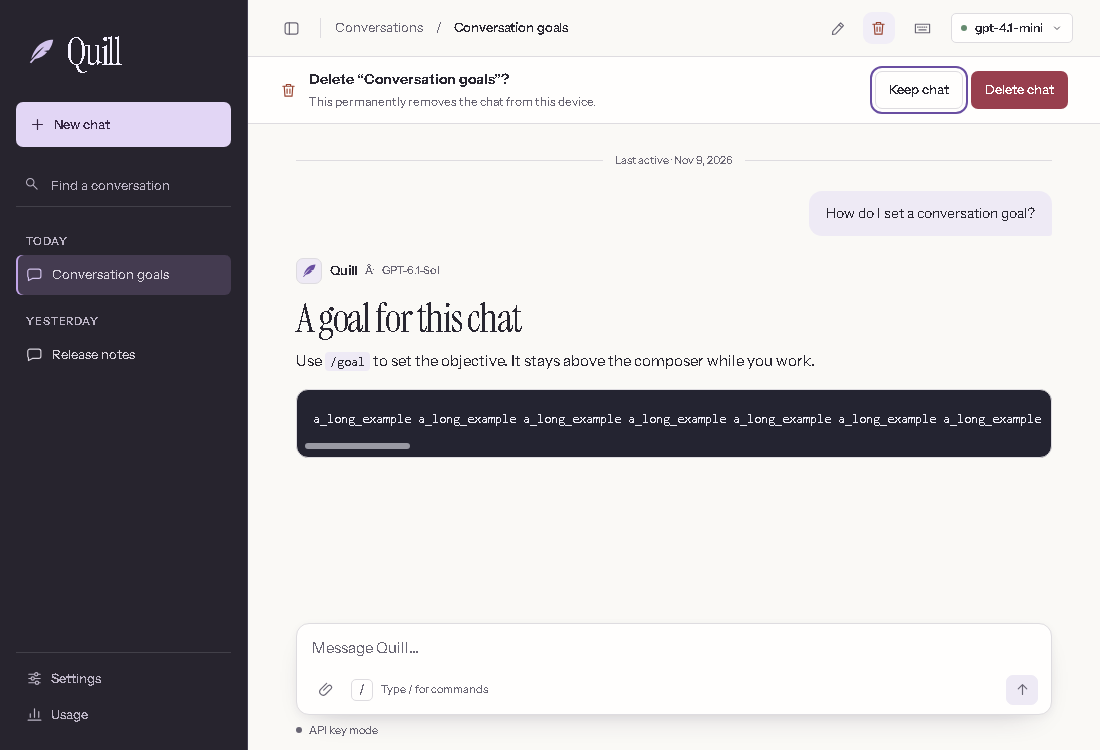 Quill
New chat
Find a conversation
TODAY
Conversation goals
YESTERDAY
Release notes
Settings
Usage
Conversations / Conversation goals
gpt-4.1-mini
Delete “Conversation goals”?
This permanently removes the chat from this device.
Keep chat
Delete chat
Last active · Nov 9, 2026
How do I set a conversation goal?
Quill Â· GPT-6.1-Sol
A goal for this chat
Use /goal to set the objective. It stays above the composer while you work.
a_long_example a_long_example a_long_example a_long_example a_long_example a_long_example a_long_example
Message Quill...
/ Type / for commands
API key mode